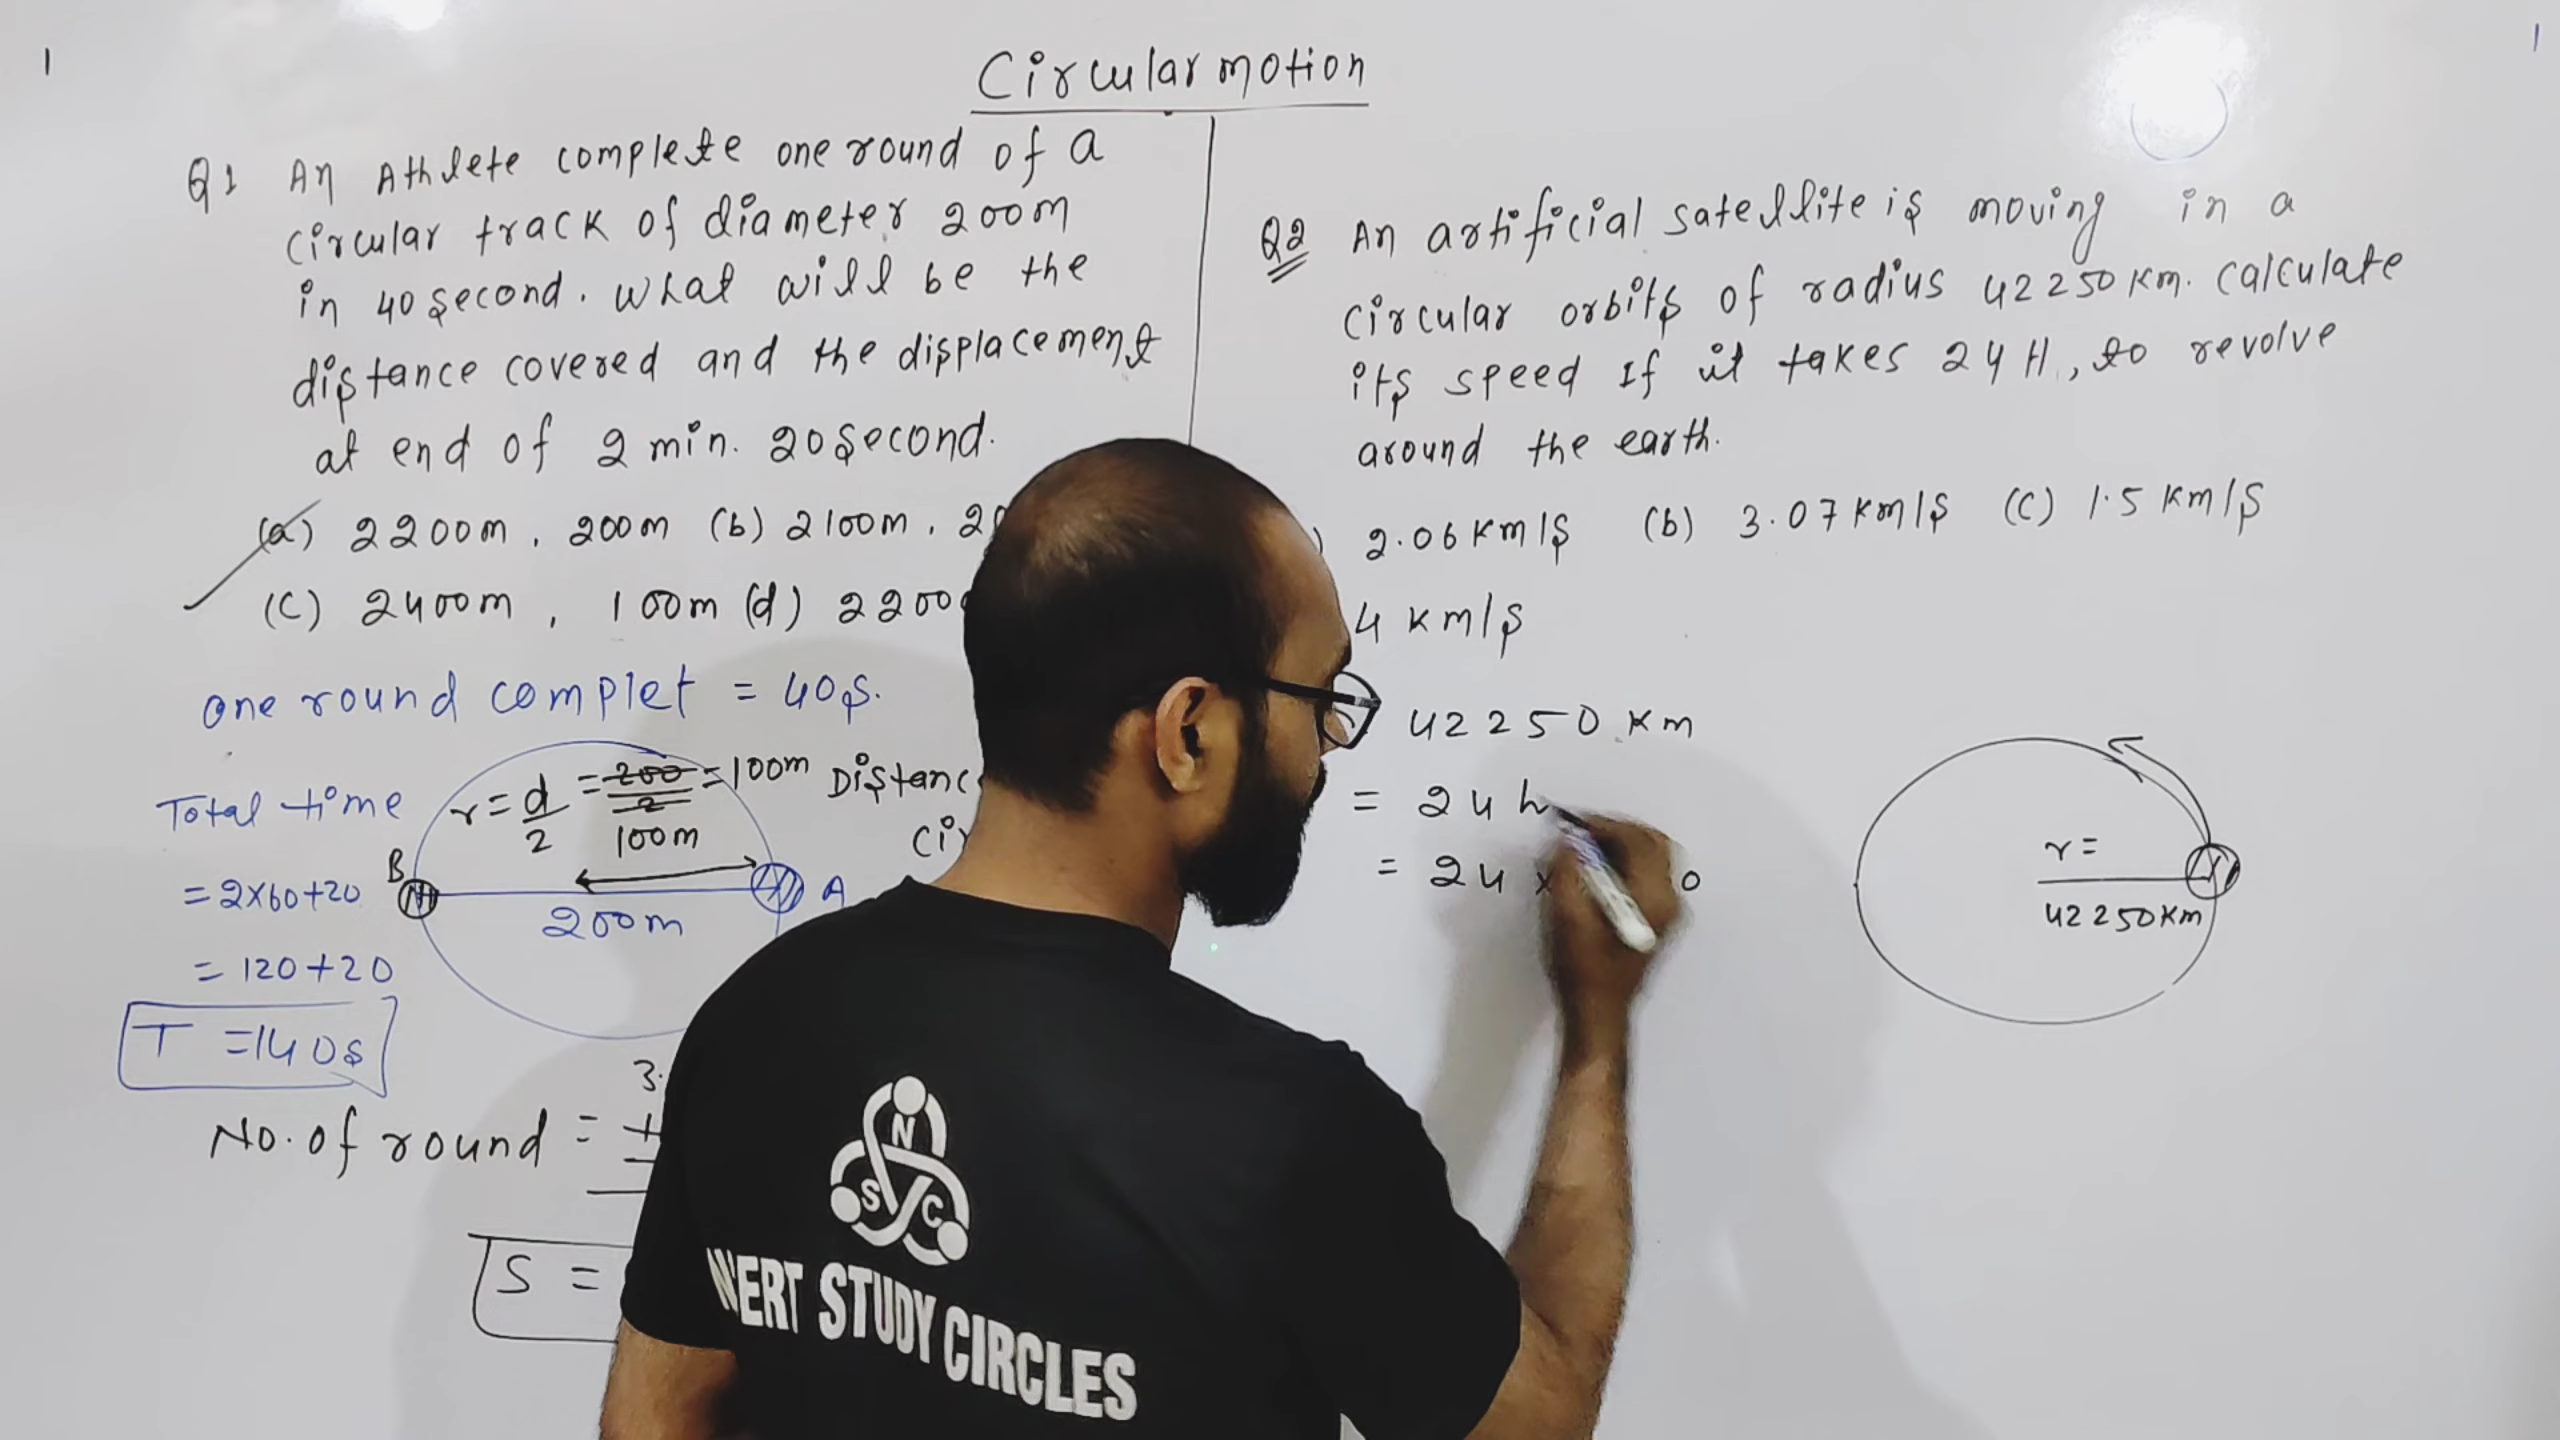 Circular motion
Q1 An Athlete complete one round of a
circular track of diameter 200m
in 40 second. what will be the
distance covered and the displacement
at end of 2 min. 20 second.
(a) 2200m, 200m (b) 2100m, 20
(c) 2400m, 100m (d) 2200
one round complet = 40s.
Total time
= 2x60+20
= 120+20
T = 140s
r = d/2 = 200/2 = 100m
100m
B
A
200m
Distanc
Cir
No. of round =
S =
Q2 An artificial satellite is moving in a
circular orbits of radius 42250 km. calculate
its speed If it takes 24 H, to revolve
around the earth.
) 2.06 km/s (b) 3.07 km/s (c) 1.5 km/s
4 km/s
42250 km
= 24 h
= 24 x
r =
42250 km
N
S C
STUDY CIRCLES